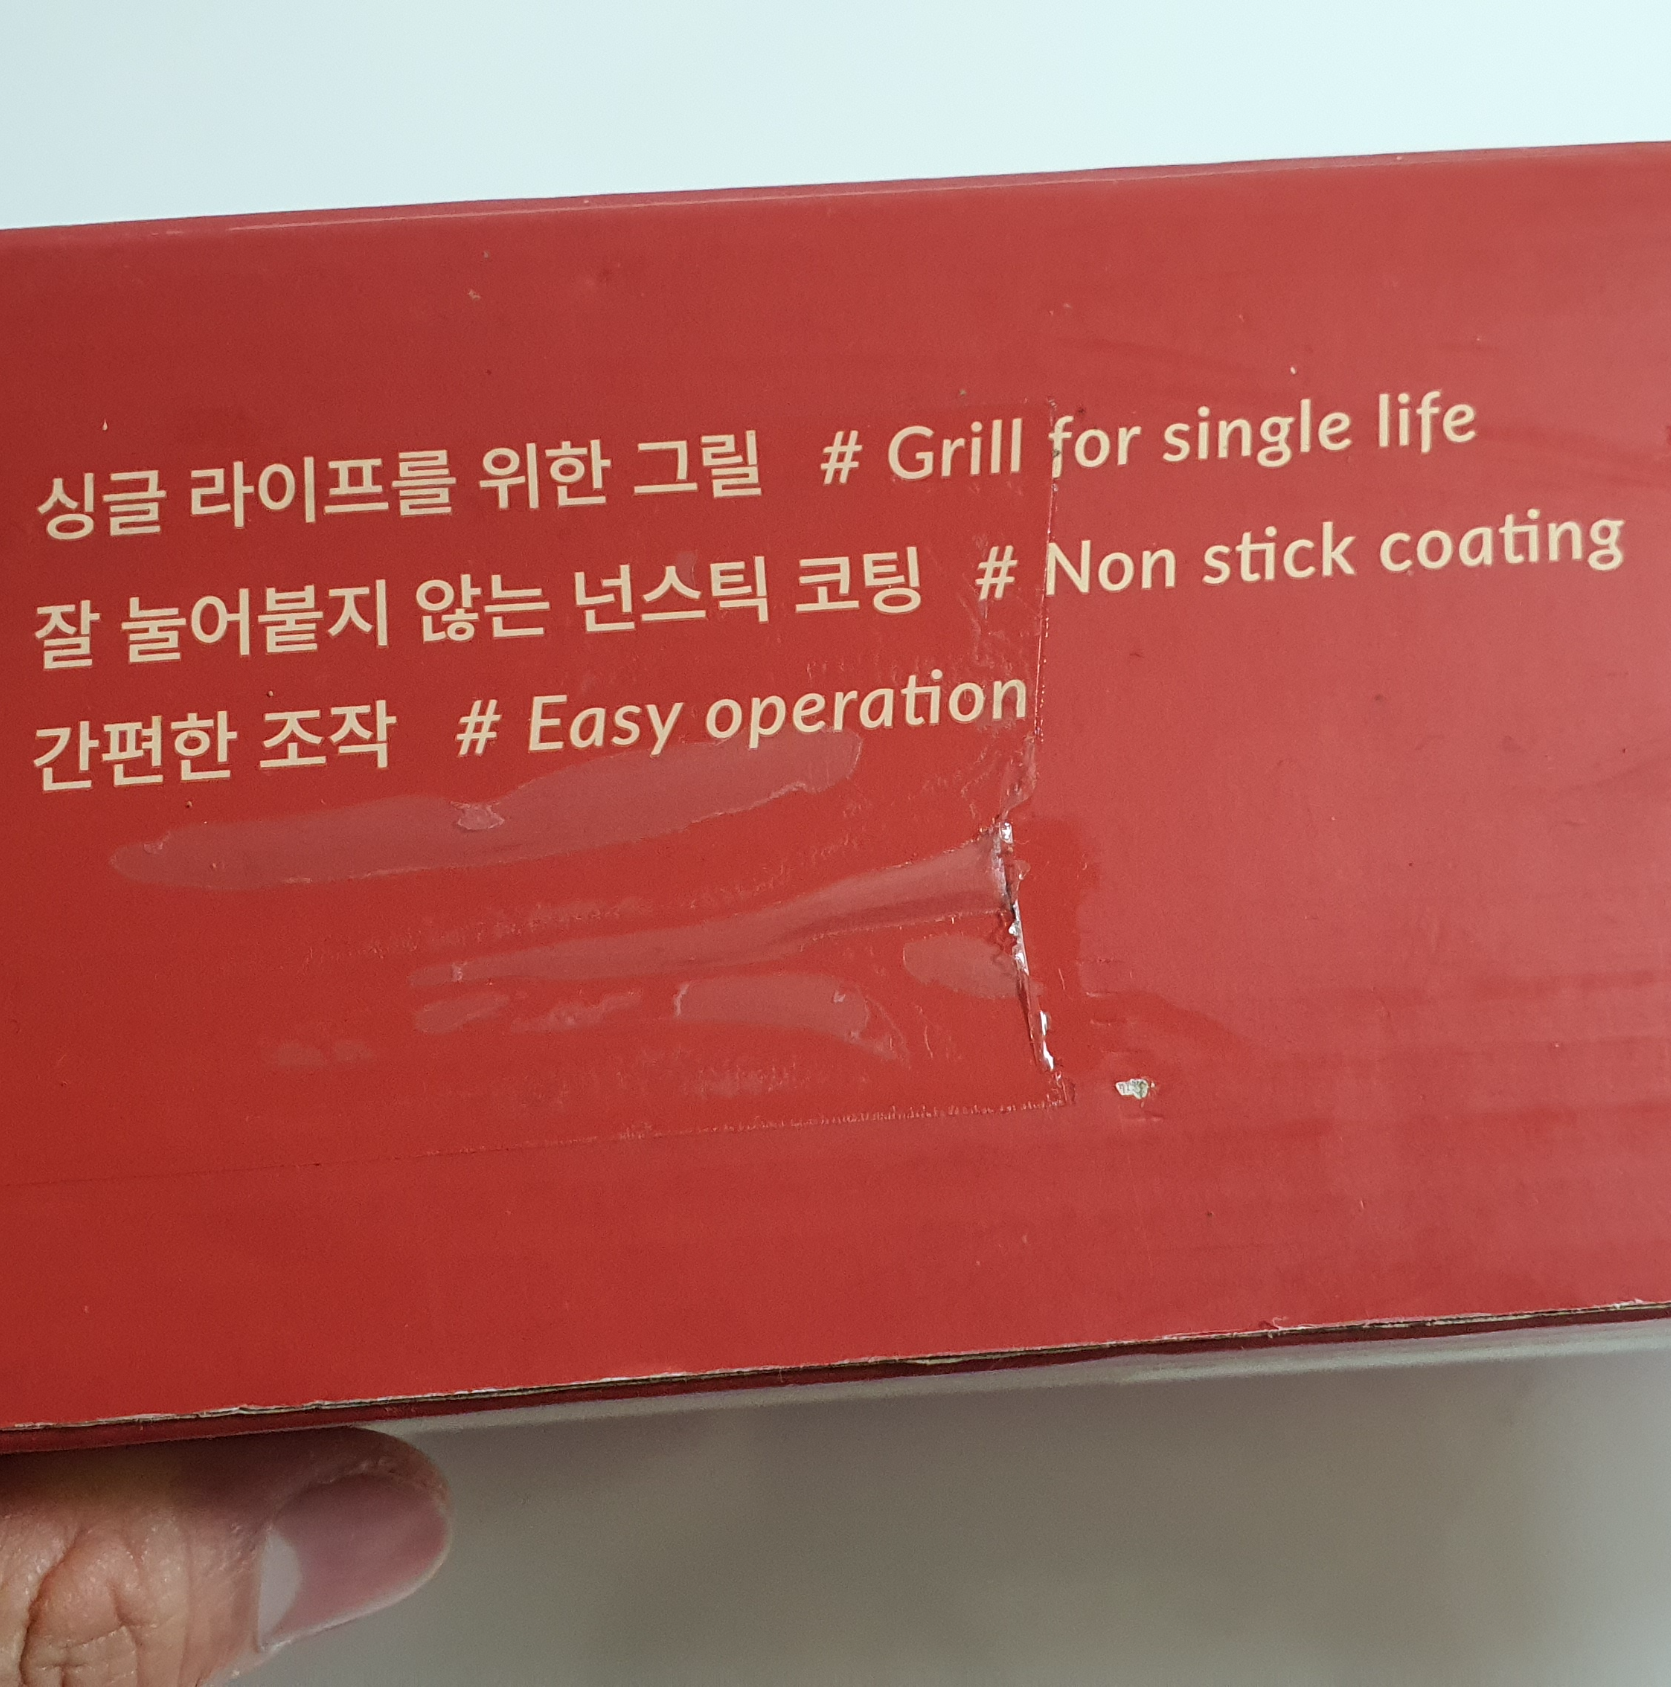 싱글 라이프를 위한 그릴 # Grill for single life
잘 눌어붙지 않는 넌스틱 코팅 # Non stick coating
간편한 조작 # Easy operation